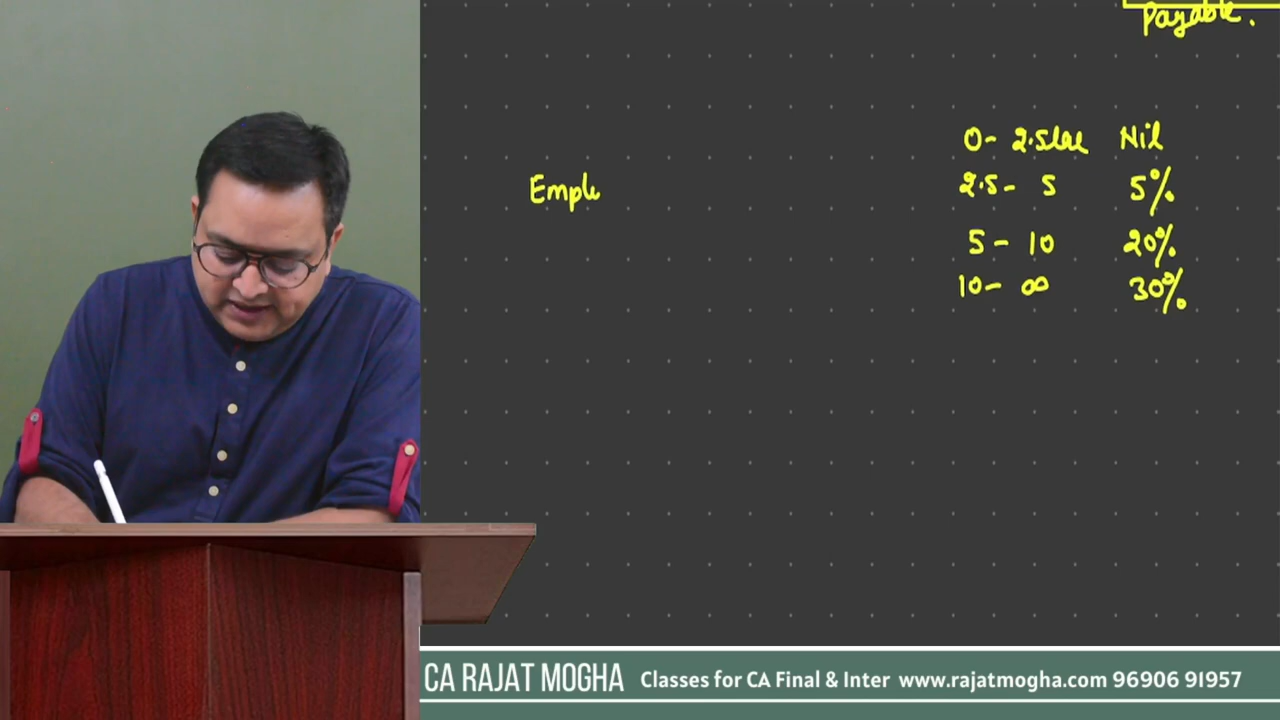 Payable.
0- 2.5lac Nil
Emple
2.5- 5 5%
5 - 10 20%
10- ∞ 30%
CA RAJAT MOGHA Classes for CA Final & Inter www.rajatmogha.com 96906 91957